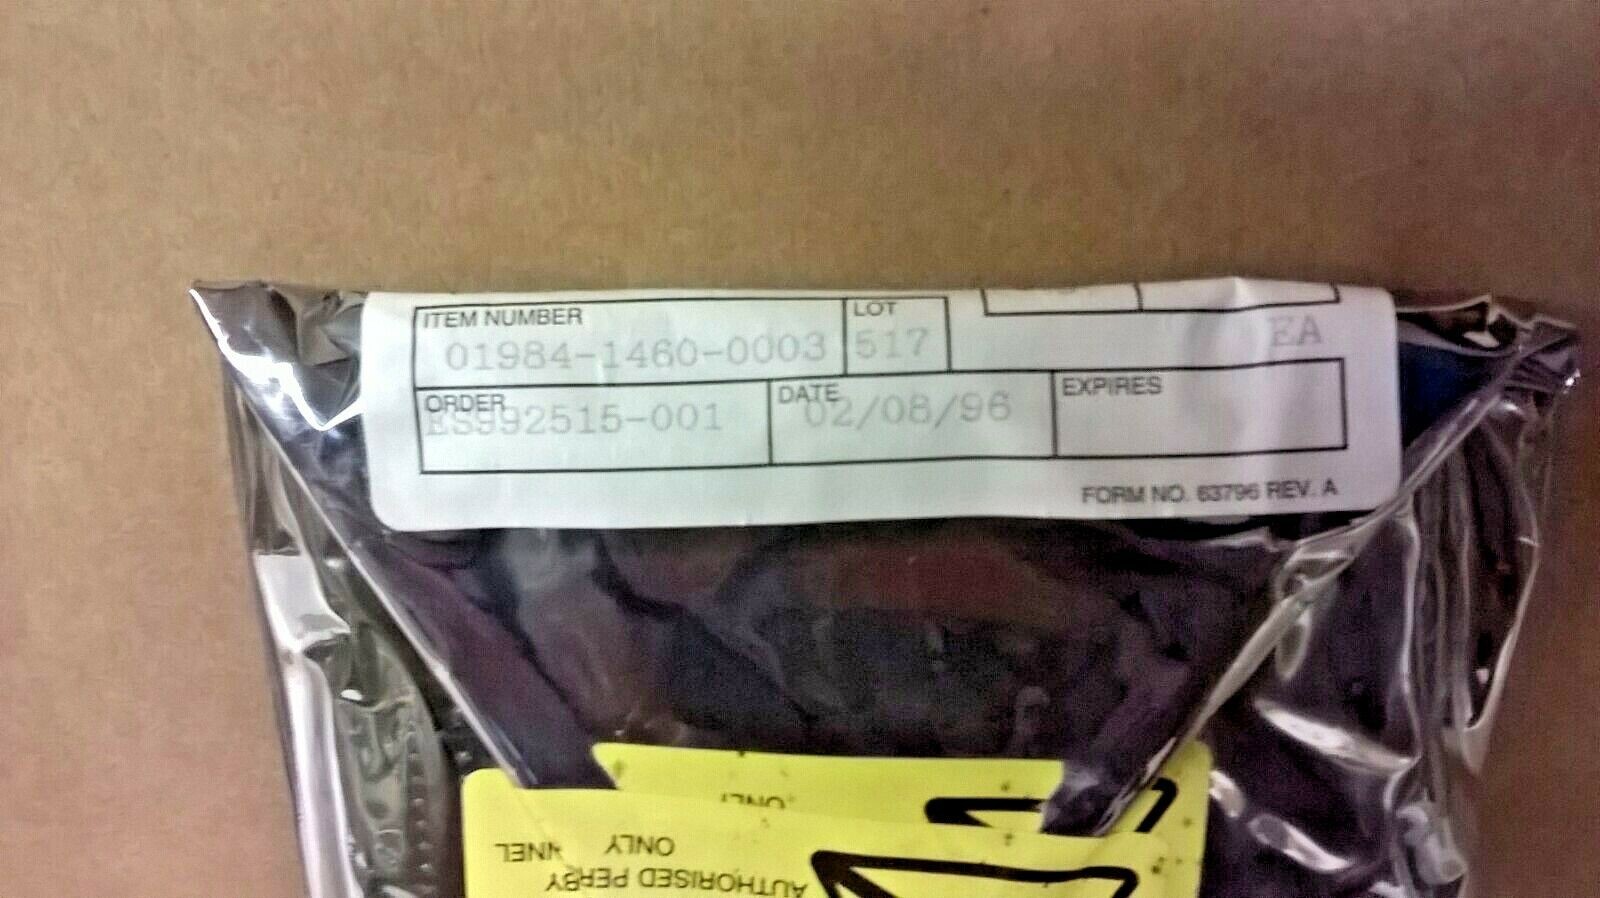 ITEM NUMBER
LOT
01984-1460-0003
517
EA
ORDER
ES992515-001
DATE
02/08/96
EXPIRES
FORM NO. 63796 REV. A
ONLY
ONLY
AUTHORISED